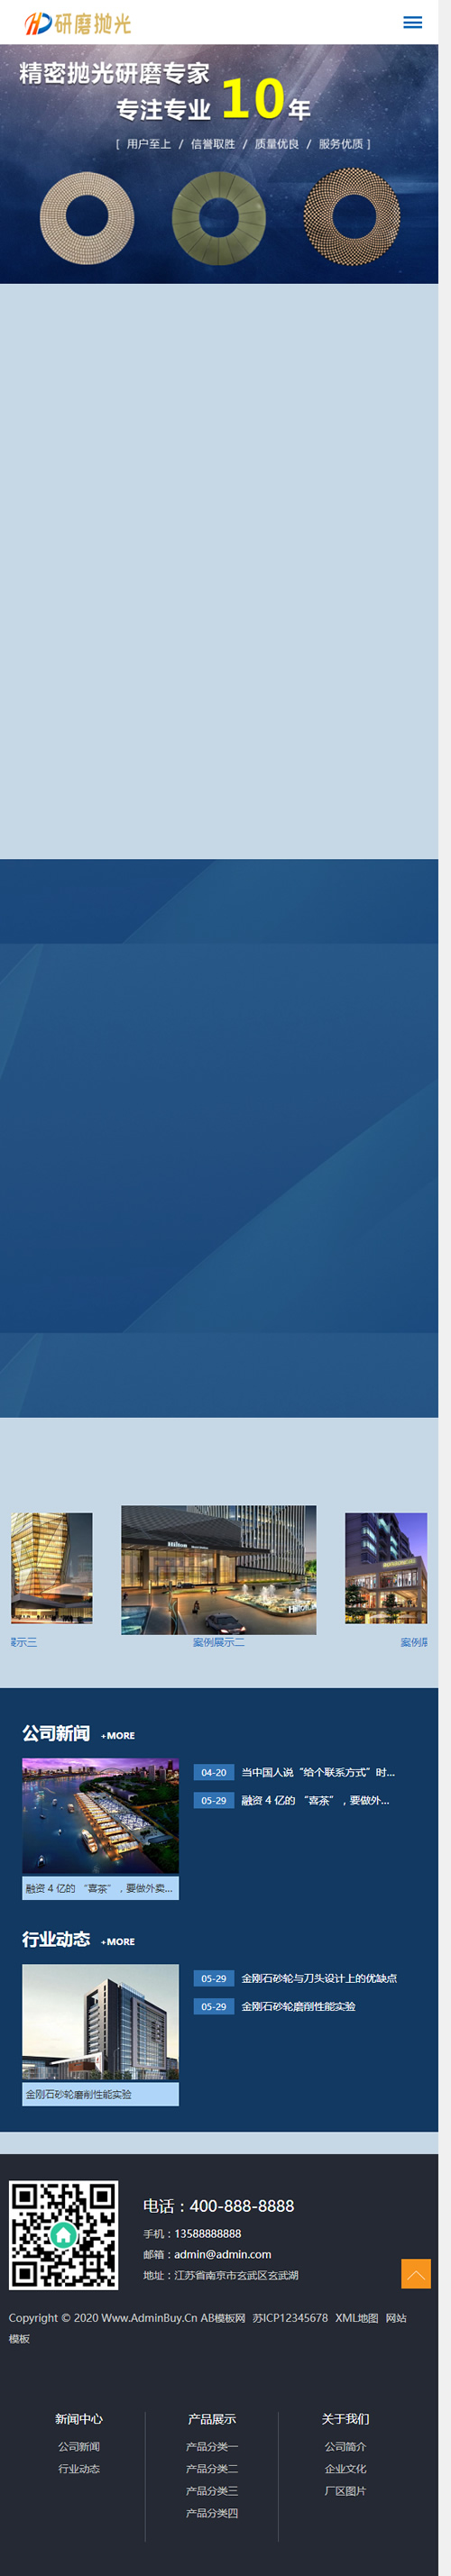 研磨抛光
精密抛光研磨专家
专注专业 10年
[ 用户至上 / 信誉取胜 / 质量优良 / 服务优质 ]
展示三
案例展示二
案例展
公司新闻 +MORE
04-20 当中国人说“给个联系方式”时...
05-29 融资 4 亿的 “喜茶” ，要做外...
融资 4 亿的 “喜茶” ，要做外卖...
行业动态 +MORE
05-29 金刚石砂轮与刀头设计上的优缺点
05-29 金刚石砂轮磨削性能实验
金刚石砂轮磨削性能实验
电话：400-888-8888
手机：13588888888
邮箱：admin@admin.com
地址：江苏省南京市玄武区玄武湖
Copyright © 2020 Www.AdminBuy.Cn AB模板网 苏ICP12345678 XML地图 网站
模板
新闻中心 产品展示 关于我们
公司新闻 产品分类一 公司简介
行业动态 产品分类二 企业文化
产品分类三 厂区图片
产品分类四